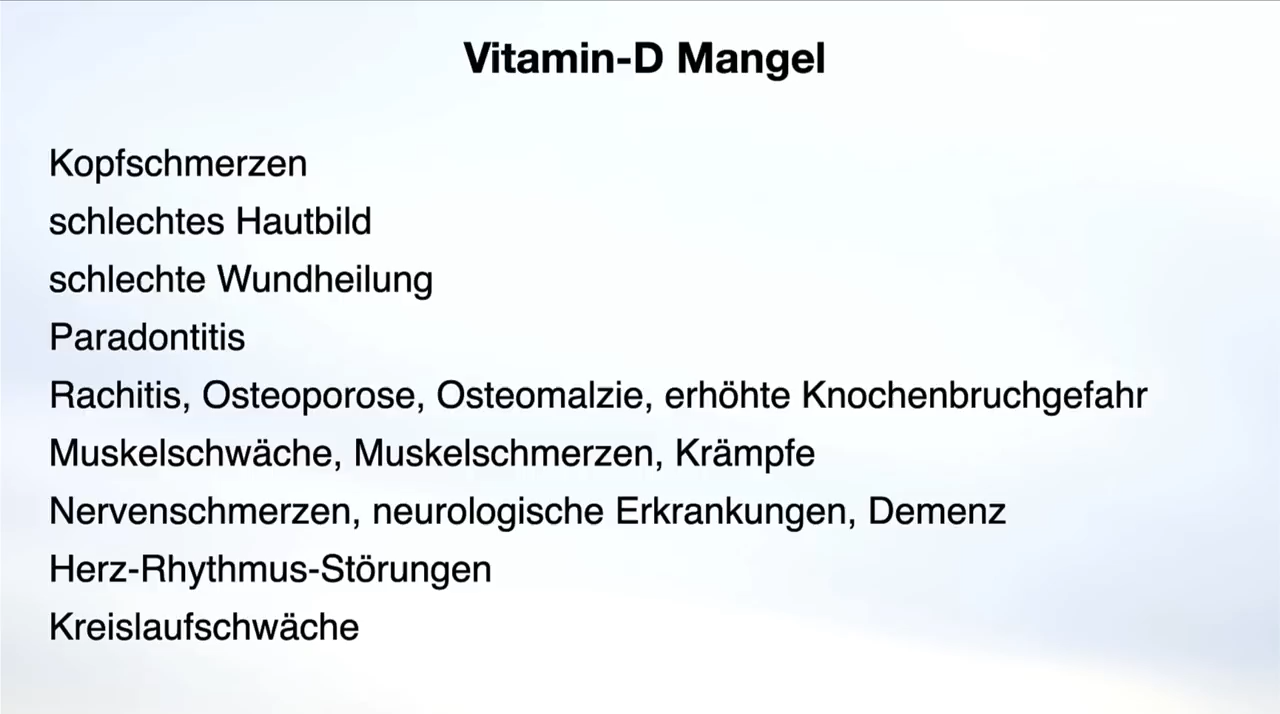 Vitamin-D Mangel
Kopfschmerzen
schlechtes Hautbild
schlechte Wundheilung
Paradontitis
Rachitis, Osteoporose, Osteomalzie, erhöhte Knochenbruchgefahr
Muskelschwäche, Muskelschmerzen, Krämpfe
Nervenschmerzen, neurologische Erkrankungen, Demenz
Herz-Rhythmus-Störungen
Kreislaufschwäche